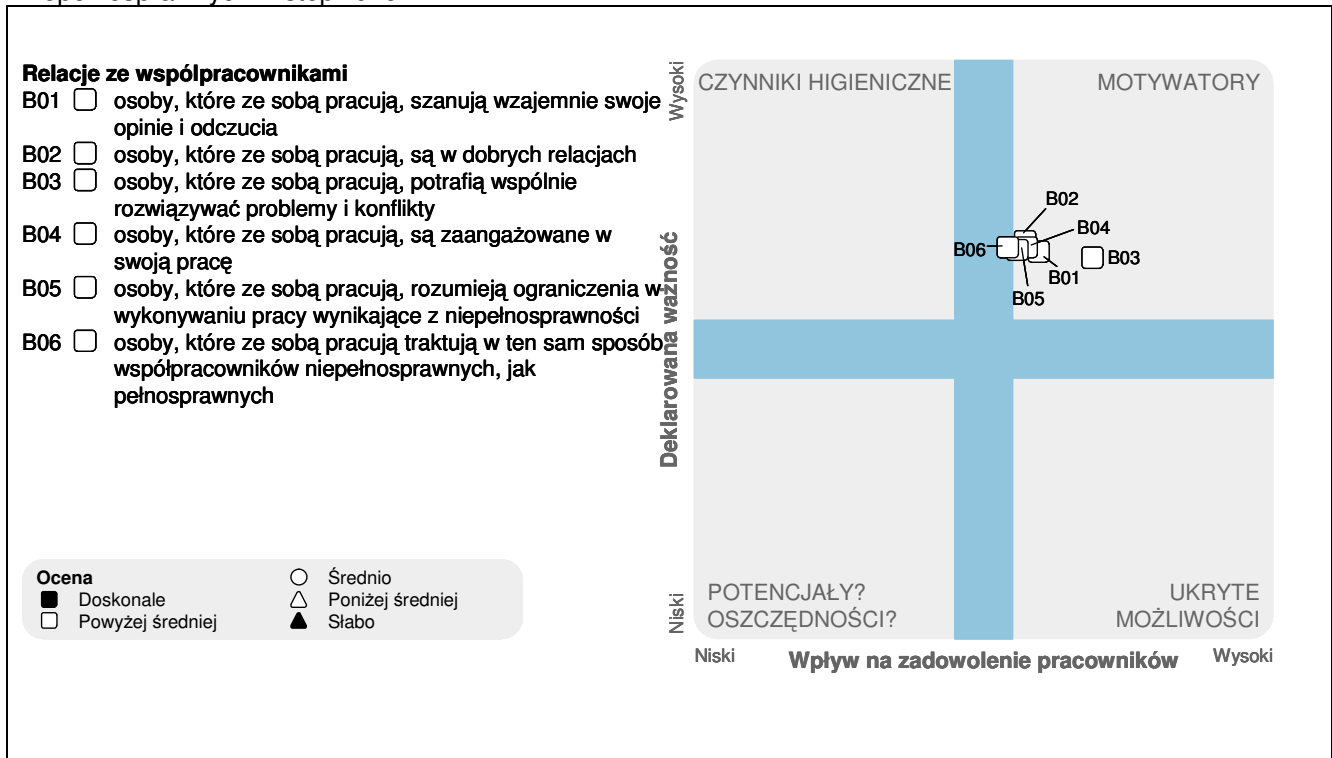 Relacje ze wspólpracownikami
B01 osoby, które ze sobą pracują, szanują wzajemnie swoje
opinie i odczucia
B02 osoby, które ze sobą pracują, są w dobrych relacjach
B03 osoby, które ze sobą pracują, potrafią wspólnie
rozwiązywać problemy i konflikty
B04 osoby, które ze sobą pracują, są zaangażowane w
swoją pracę
B05 osoby, które ze sobą pracują, rozumieją ograniczenia w
wykonywaniu pracy wynikające z niepełnosprawności
B06 osoby, które ze sobą pracują traktują w ten sam sposób
współpracowników niepełnosprawnych, jak
pełnosprawnych
Ocena
Doskonale
Powyżej średniej
Średnio
Poniżej średniej
Słabo
Wysoki
Deklarowana ważność
Niski
CZYNNIKI HIGIENICZNE
MOTYWATORY
B02
B04
B06
B03
B01
B05
POTENCJAŁY?
OSZCZĘDNOŚCI?
UKRYTE
MOŻLIWOŚCI
Niski
Wpływ na zadowolenie pracowników
Wysoki